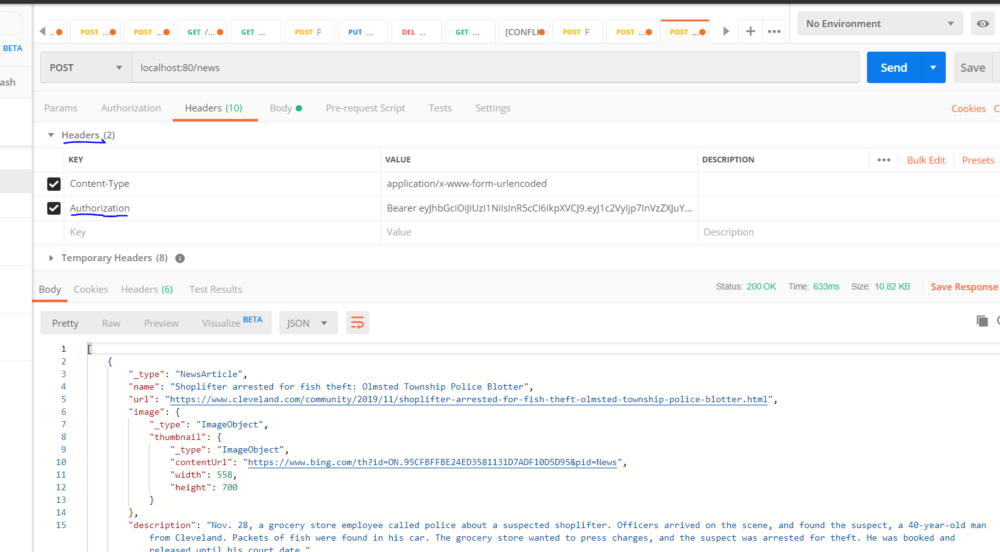 .. POST ... POST ... GET /... GET ... POST P PUT ... DEL ... GET ... [CONFLI POST P POST ... POST ... + •••
No Environment
BETA
POST localhost:80/news Send Save
ash
Params Authorization Headers (10) Body Pre-request Script Tests Settings Cookies C
Headers (2)
KEY VALUE DESCRIPTION ••• Bulk Edit Presets
Content-Type application/x-www-form-urlencoded
Authorization Bearer eyJhbGciOiJIUzI1NiIsInR5cCI6IkpXVCJ9.eyJ1c2VyIjp7InVzZXJuY...
Key Value Description
Temporary Headers (8) i
Body Cookies Headers (6) Test Results Status: 200 OK Time: 633ms Size: 10.82 KB Save Response
Pretty Raw Preview Visualize BETA JSON
1 [
2 {
3 "_type": "NewsArticle",
4 "name": "Shoplifter arrested for fish theft: Olmsted Township Police Blotter",
5 "url": "https://www.cleveland.com/community/2019/11/shoplifter-arrested-for-fish-theft-olmsted-township-police-blotter.html",
6 "image": {
7 "_type": "ImageObject",
8 "thumbnail": {
9 "_type": "ImageObject",
10 "contentUrl": "https://www.bing.com/th?id=ON.95CFBFFBE24ED3581131D7ADF10D5D95&pid=News",
11 "width": 558,
12 "height": 700
13 }
14 },
15 "description": "Nov. 28, a grocery store employee called police about a suspected shoplifter. Officers arrived on the scene, and found the suspect, a 40-year-old man
from Cleveland. Packets of fish were found in his car. The grocery store wanted to press charges, and the suspect was arrested for theft. He was booked and
released until his court date."